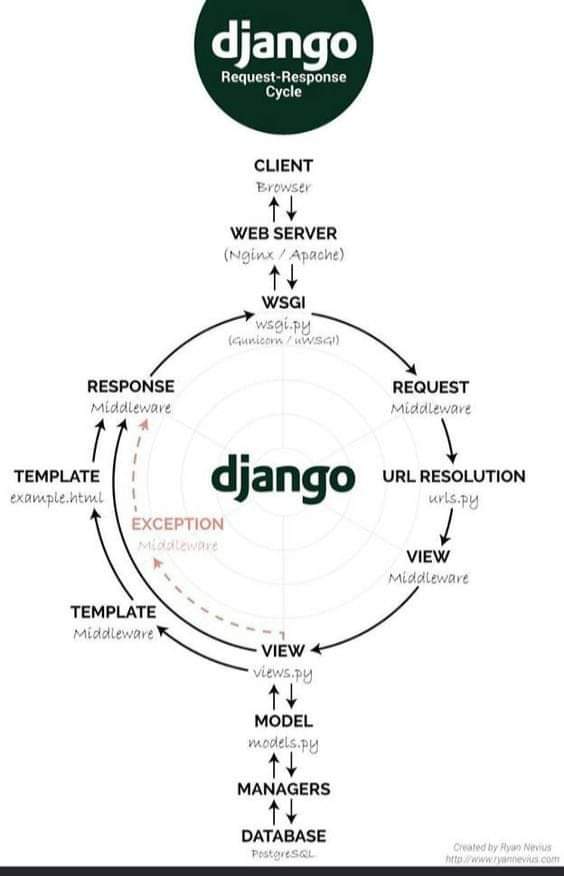 django
Request-Response
Cycle
CLIENT
Browser
WEB SERVER
(Nginx / Apache)
WSGI
wsgi.py
(Gunicorn / uWSGI)
REQUEST
Middleware
URL RESOLUTION
urls.py
VIEW
Middleware
VIEW
views.py
MODEL
models.py
MANAGERS
DATABASE
PostgreSQL
TEMPLATE
Middleware
TEMPLATE
example.html
EXCEPTION
Middleware
RESPONSE
Middleware
django
Created by Ryan Nevius
http://www.ryannevius.com